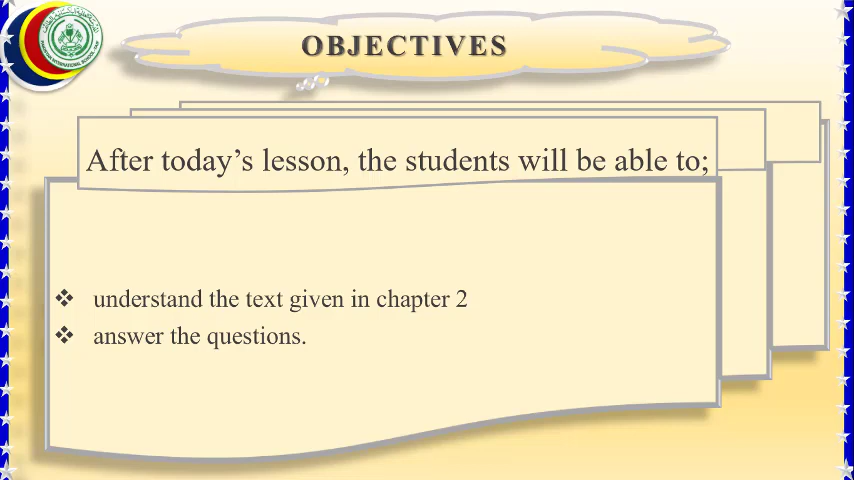 OBJECTIVES
After today’s lesson, the students will be able to;
❖ understand the text given in chapter 2
❖ answer the questions.